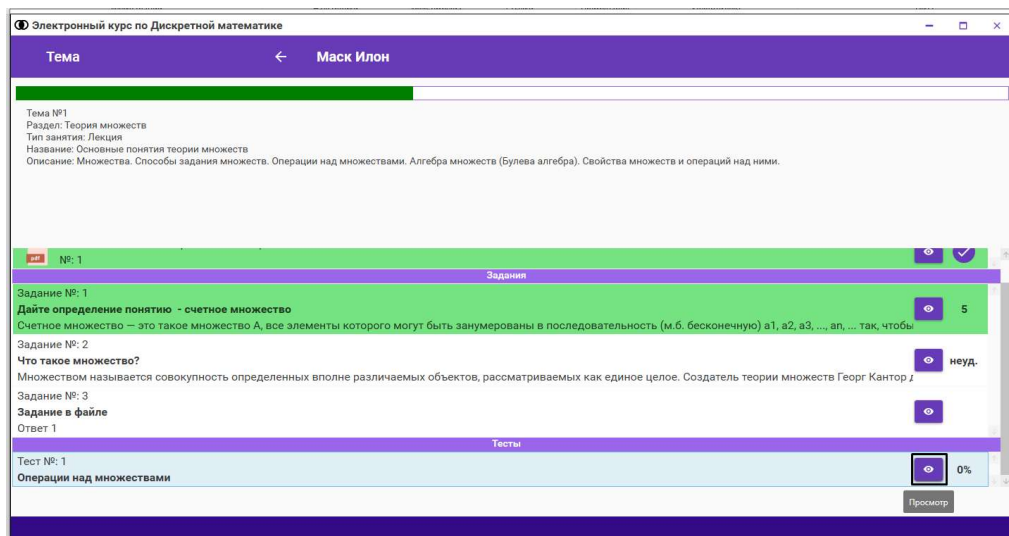 Электронный курс по Дискретной математике
Тема
Маск Илон
Тема №1
Раздел: Теория множеств
Тип занятия: Лекция
Название: Основные понятия теории множеств
Описание: Множества. Способы задания множеств. Операции над множествами. Алгебра множеств (Булева алгебра). Свойства множеств и операций над ними.
pdf
№: 1
Задания
Задание №: 1
Дайте определение понятию - счетное множество
5
Счетное множество — это такое множество А, все элементы которого могут быть занумерованы в последовательность (м.б. бесконечную) a1, a2, a3, ..., an, ... так, чтобы
Задание №: 2
Что такое множество?
неуд.
Множеством называется совокупность определенных вполне различаемых объектов, рассматриваемых как единое целое. Создатель теории множеств Георг Кантор
Задание №: 3
Задание в файле
Ответ 1
Тесты
Тест №: 1
0%
Операции над множествами
Просмотр